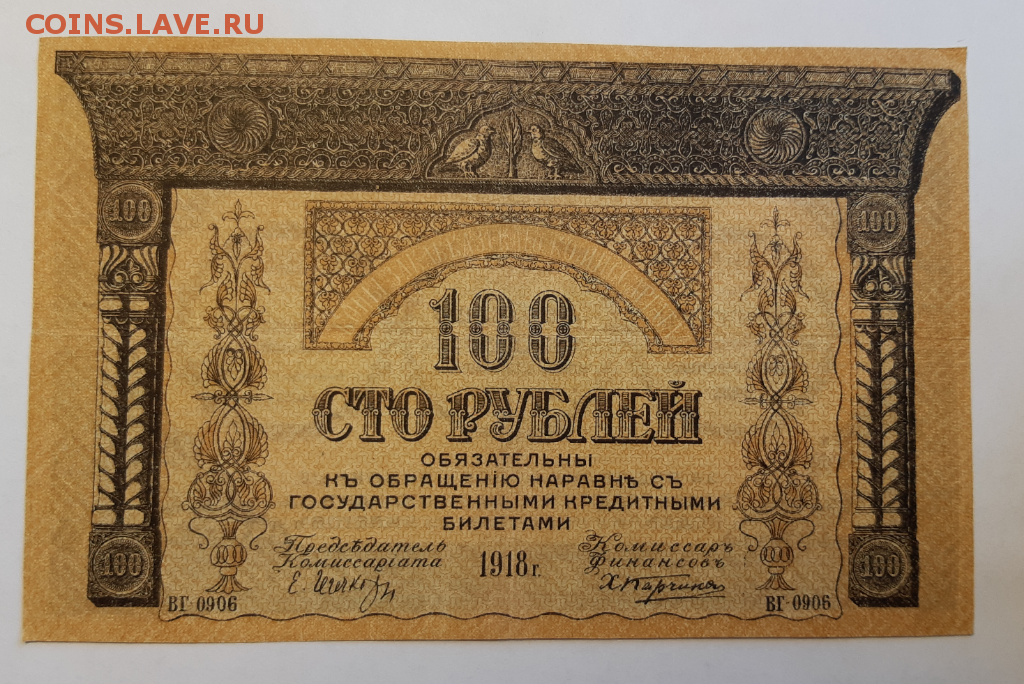 COINS.LAVE.RU
100
100
100
СТО РУБЛЕЙ
ОБЯЗАТЕЛЬНЫ
КЪ ОБРАЩЕНІЮ НАРАВНѢ СЪ
ГОСУДАРСТВЕННЫМИ КРЕДИТНЫМИ
БИЛЕТАМИ
Предсѣдатель
Комиссаріата
1918 г.
Комиссаръ
Финансовъ
100
100
ВГ-0906
ВГ-0906